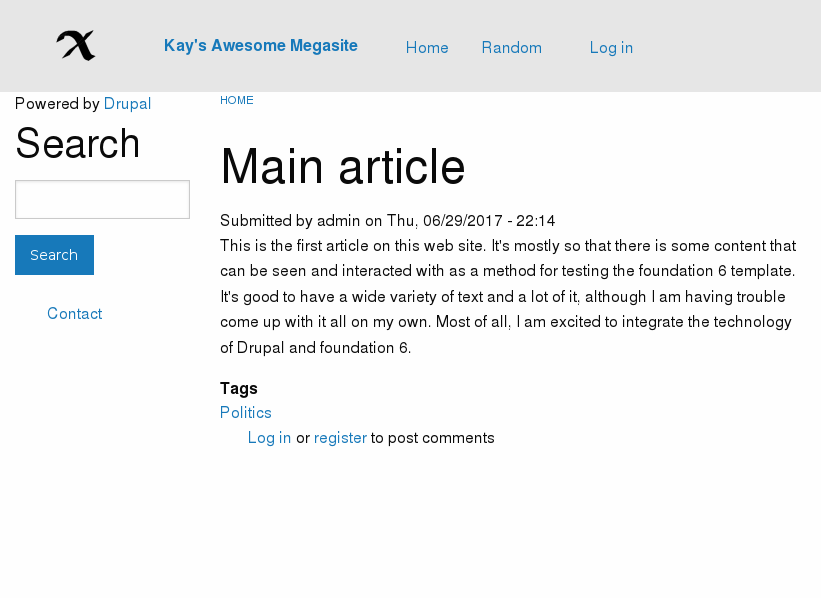 Kay's Awesome Megasite
Home
Random
Log in
Powered by Drupal
Search
Search
Contact
HOME
Main article
Submitted by admin on Thu, 06/29/2017 - 22:14
This is the first article on this web site. It's mostly so that there is some content that
can be seen and interacted with as a method for testing the foundation 6 template.
It's good to have a wide variety of text and a lot of it, although I am having trouble
come up with it all on my own. Most of all, I am excited to integrate the technology
of Drupal and foundation 6.
Tags
Politics
Log in or register to post comments